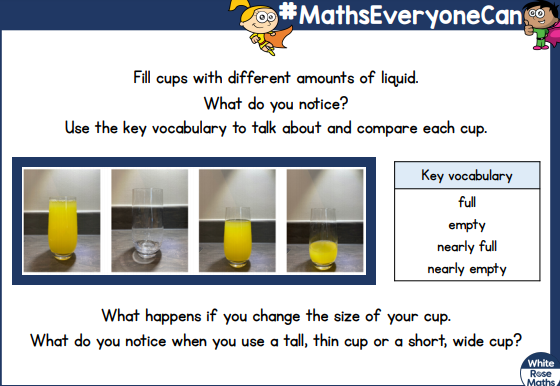 #MathsEveryoneCan
Fill cups with different amounts of liquid.
What do you notice?
Use the key vocabulary to talk about and compare each cup.
Key vocabulary
full
empty
nearly full
nearly empty
What happens if you change the size of your cup.
What do you notice when you use a tall, thin cup or a short, wide cup?
White
Rose
Maths